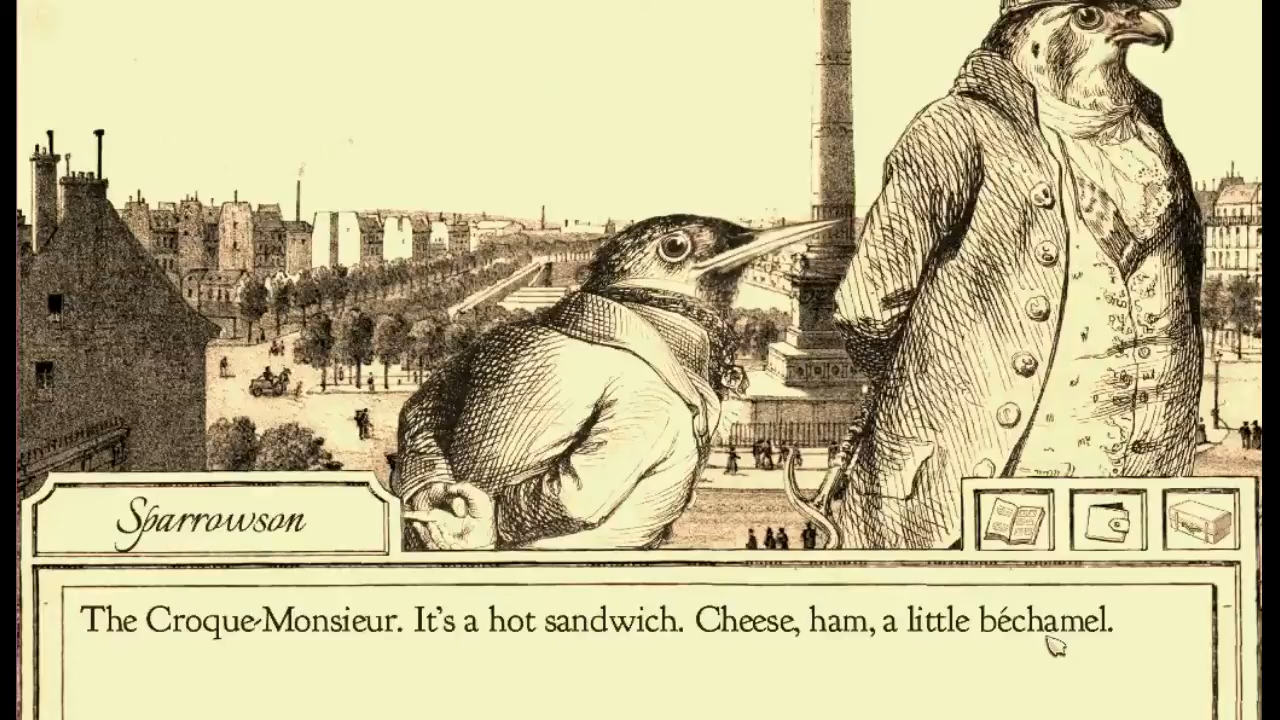 Sparrowson
The Croque-Monsieur. It's a hot sandwich. Cheese, ham, a little béchamel.